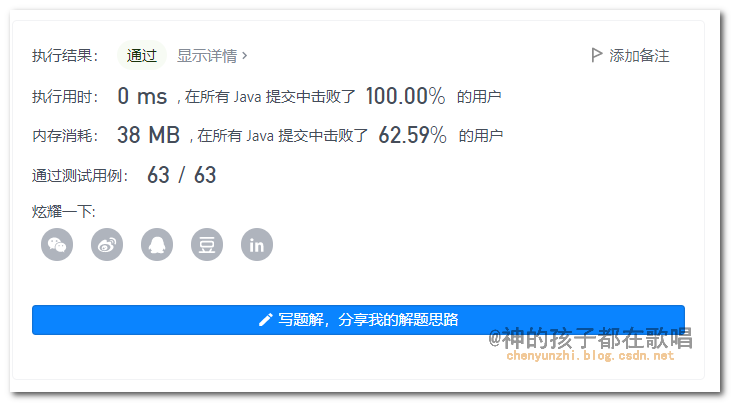 执行结果： 通过 显示详情 › 添加备注
执行用时： 0 ms , 在所有 Java 提交中击败了 100.00% 的用户
内存消耗： 38 MB , 在所有 Java 提交中击败了 62.59% 的用户
通过测试用例： 63 / 63
炫耀一下:
豆 in
写题解，分享我的解题思路
@神的孩子都在歌唱
chenyunzhi.blog.csdn.net